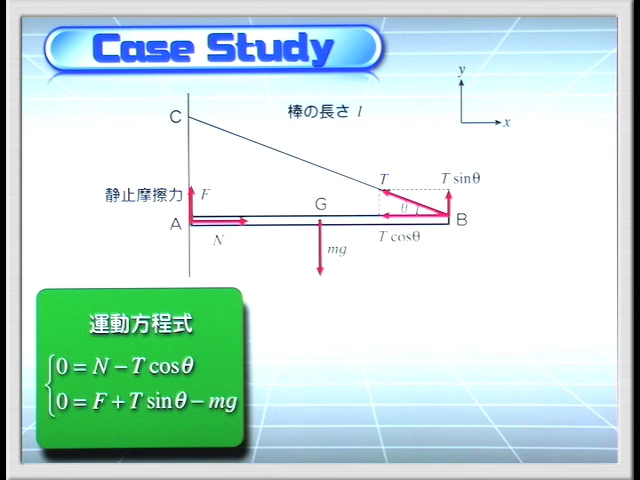 Case Study
y
x
棒の長さ l
C
静止摩擦力 F
T
T sinθ
θ
G
A
B
N
mg
T cosθ
運動方程式
0 = N − T cosθ
0 = F + T sinθ − mg